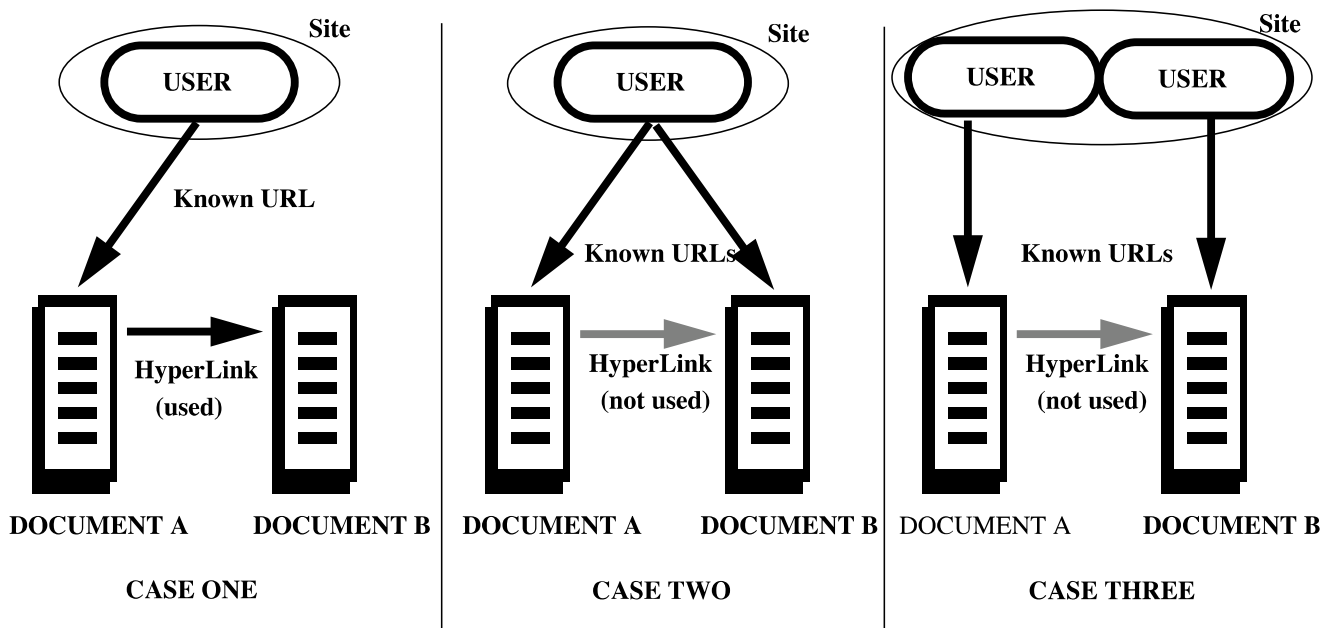 Site
USER
Known URL
HyperLink
(used)
DOCUMENT A
DOCUMENT B
CASE ONE
Site
USER
Known URLs
HyperLink
(not used)
DOCUMENT A
DOCUMENT B
CASE TWO
Site
USER
USER
Known URLs
HyperLink
(not used)
DOCUMENT A
DOCUMENT B
CASE THREE